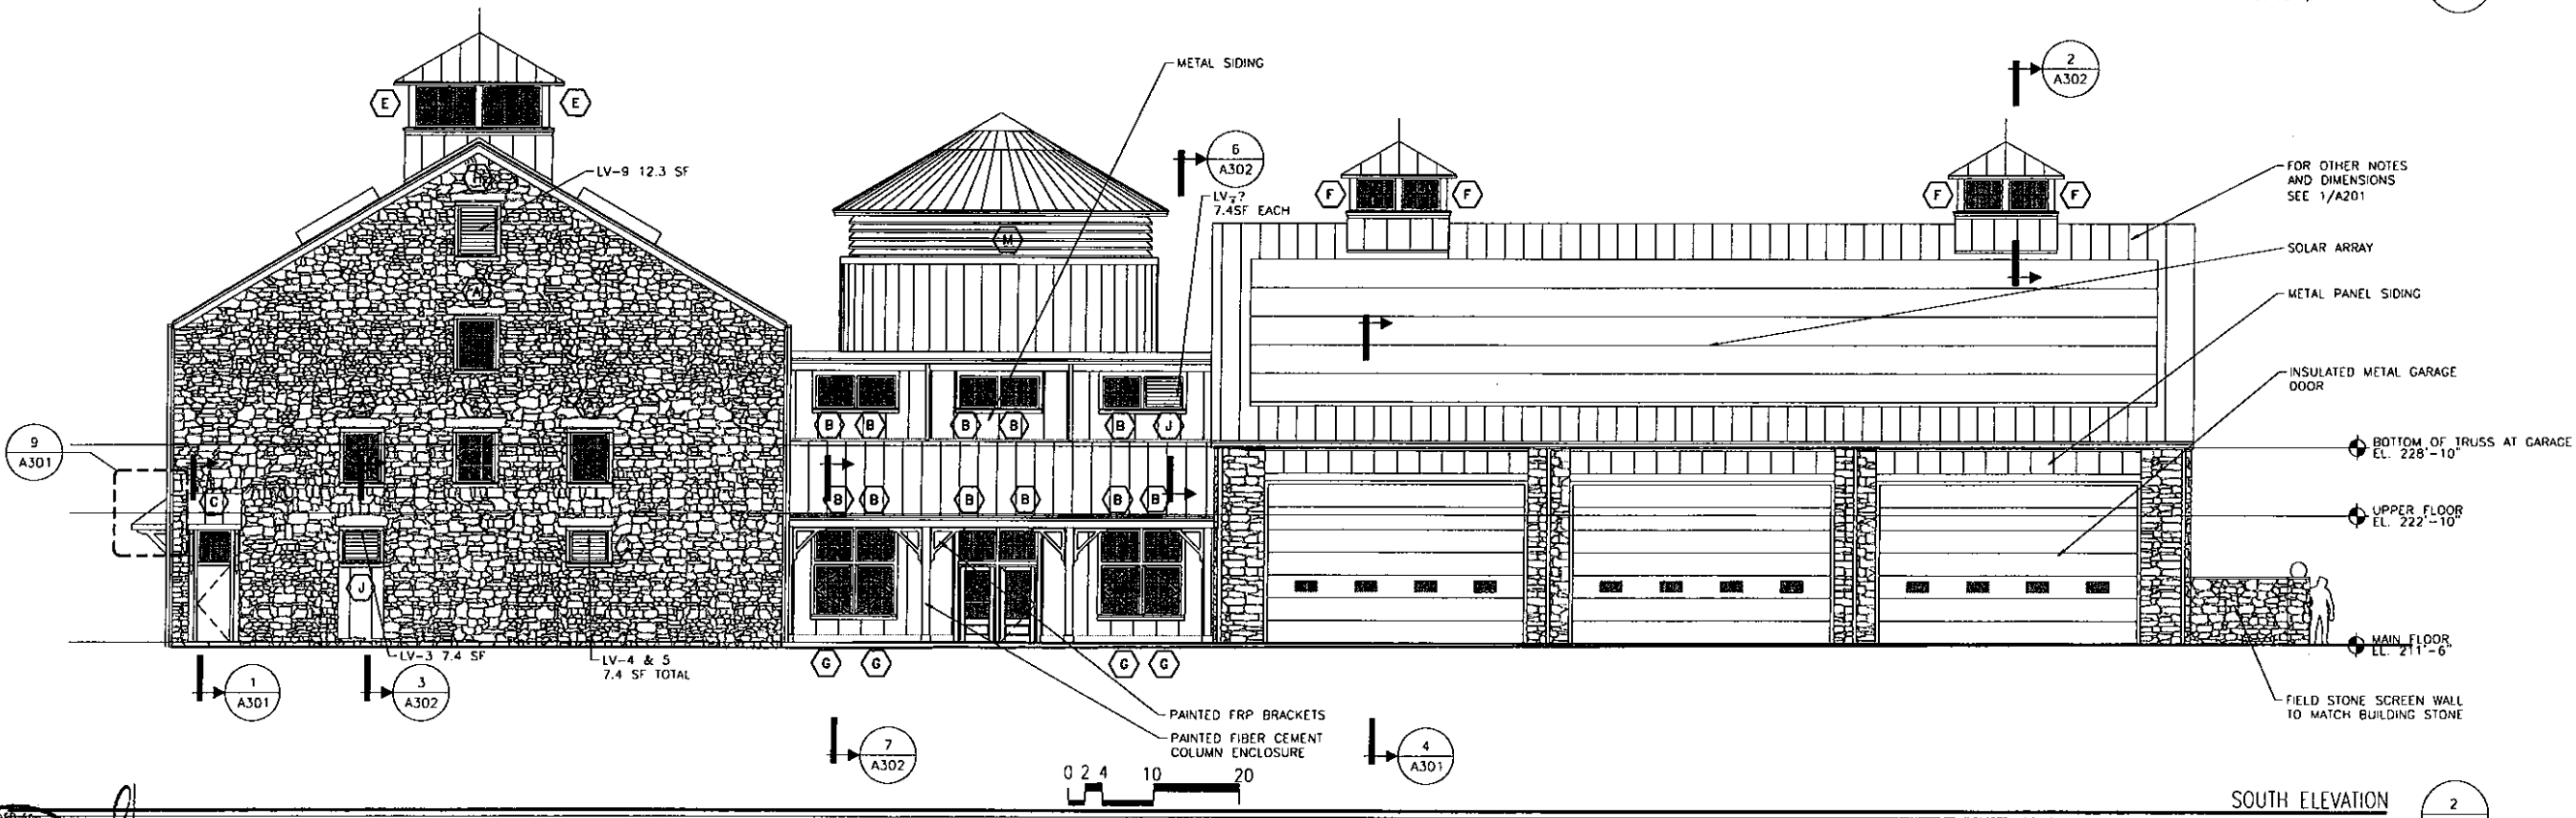 METAL SIDING
2
A302
E
E
6
A302
LV-9 12.3 SF
H
F
F
F
F
FOR OTHER NOTES
AND DIMENSIONS
SEE 1/A201
LV-?
7.4SF EACH
M
SOLAR ARRAY
A
METAL PANEL SIDING
INSULATED METAL GARAGE
DOOR
B
B
B
B
B
J
9
A301
BOTTOM OF TRUSS AT GARAGE
EL. 228'-10"
C
B
B
B
B
B
B
UPPER FLOOR
EL. 222'-10"
J
MAIN FLOOR
EL. 211'-6"
LV-3 7.4 SF
LV-4 & 5
7.4 SF TOTAL
G
G
G
G
1
A301
3
A302
FIELD STONE SCREEN WALL
TO MATCH BUILDING STONE
PAINTED FRP BRACKETS
PAINTED FIBER CEMENT
COLUMN ENCLOSURE
7
A302
4
A301
0 2 4 10 20
SOUTH ELEVATION
2